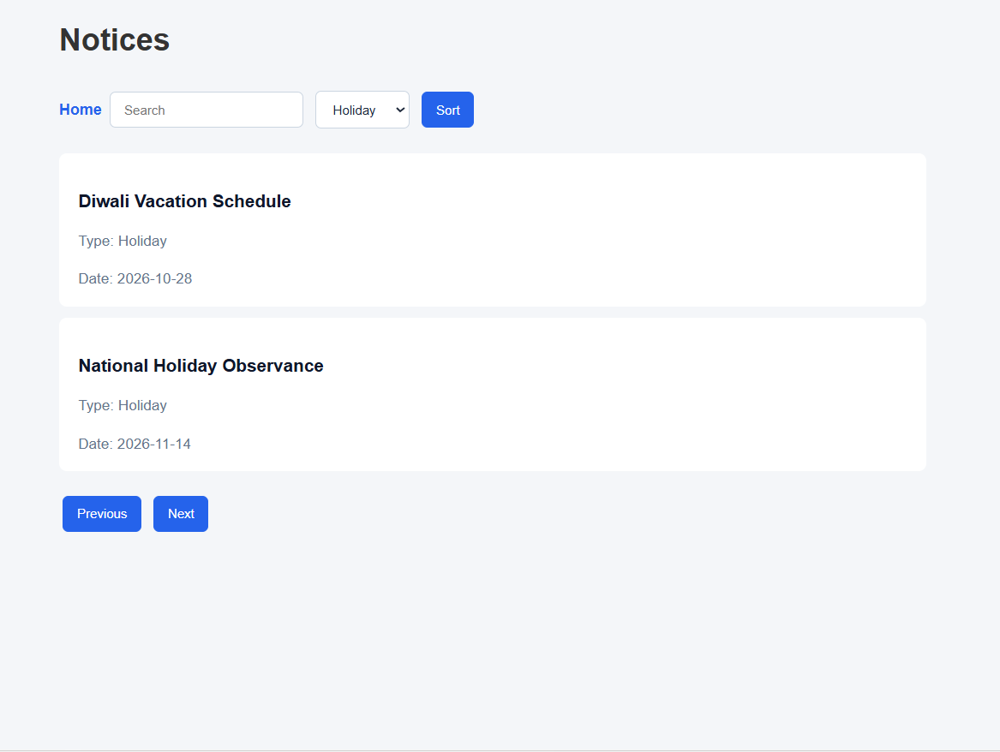 Notices
Home Search Holiday Sort
Diwali Vacation Schedule
Type: Holiday
Date: 2026-10-28
National Holiday Observance
Type: Holiday
Date: 2026-11-14
Previous Next